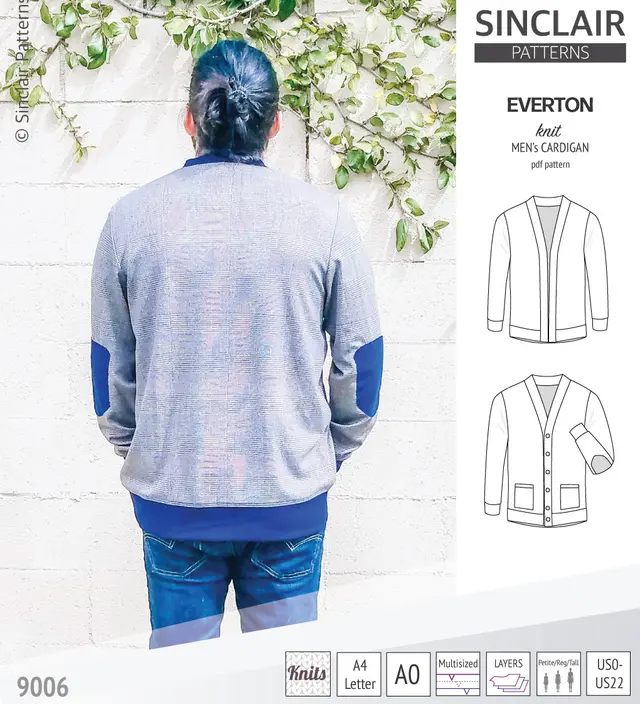 © Sinclair Patterns
SINCLAIR
PATTERNS
EVERTON
knit
MEN's CARDIGAN
pdf pattern
9006
Knits
A4
Letter
A0
Multisized
LAYERS
Petite/Reg/Tall
US0-
US22